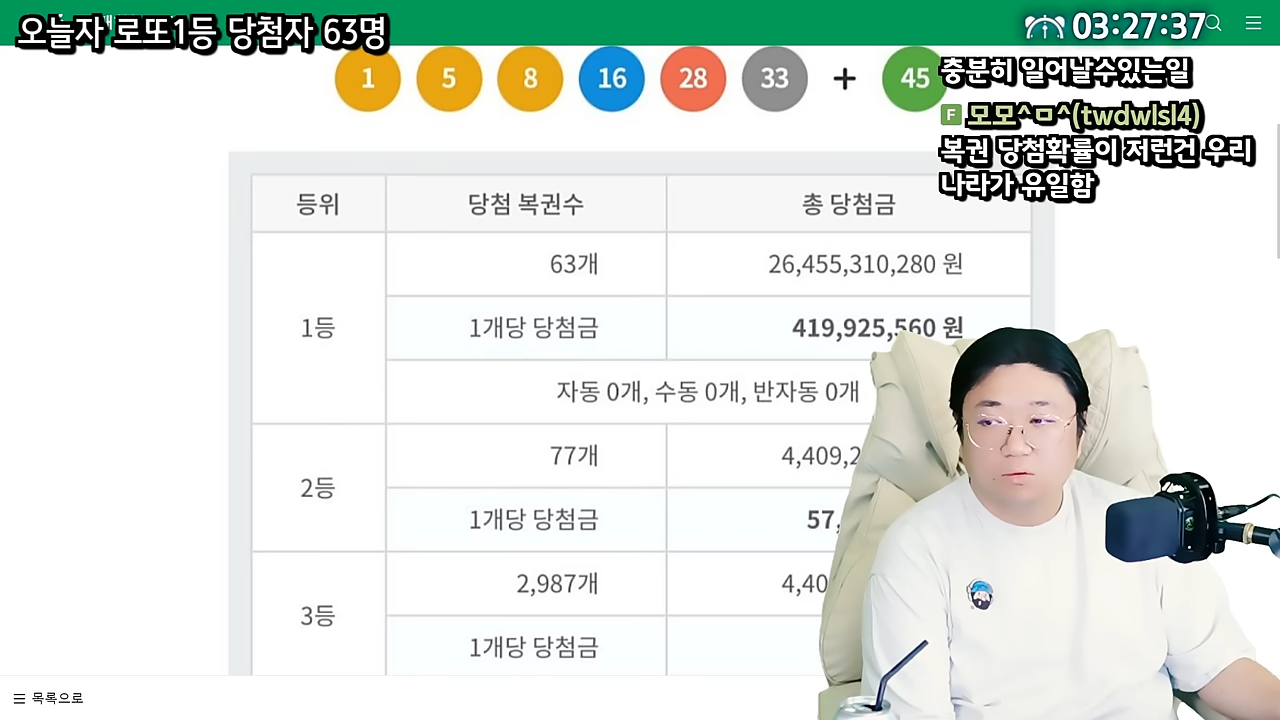 오늘자 로또1등 당첨자 63명
03:27:37
1 5 8 16 28 33 + 45
충분히 일어날수있는일
F 모모^ㅁ^(twdwlsl4)
복권 당첨확률이 저런건 우리
나라가 유일함
등위 당첨 복권수 총 당첨금
63개 26,455,310,280 원
1등 1개당 당첨금 419,925,560 원
자동 0개, 수동 0개, 반자동 0개
77개 4,409,2
2등
1개당 당첨금 57,
2,987개 4,40
3등
1개당 당첨금
목록으로